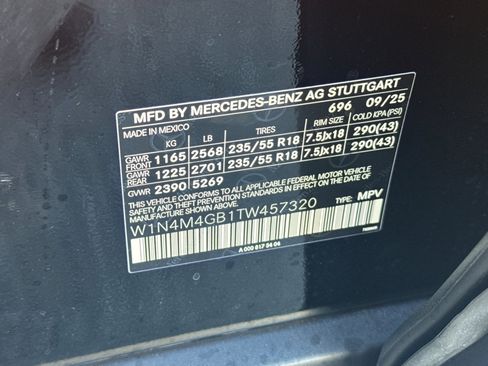 MFD BY MERCEDES-BENZ AG STUTTGART
MADE IN MEXICO 696 09/25
KG LB TIRES RIM SIZE COLD KPA (PSI)
GAWR FRONT 1165 2568 235/55 R18 7.5Jx18 290(43)
GAWR REAR 1225 2701 235/55 R18 7.5Jx18 290(43)
GVWR 2390 5269
THIS VEHICLE CONFORMS TO ALL APPLICABLE FEDERAL MOTOR VEHICLE
SAFETY AND THEFT PREVENTION STANDARDS IN EFFECT ON THE DATE OF
MANUFACTURE SHOWN ABOVE.
W1N4M4GB1TW457320 TYPE: MPV
A 000 817 54 04